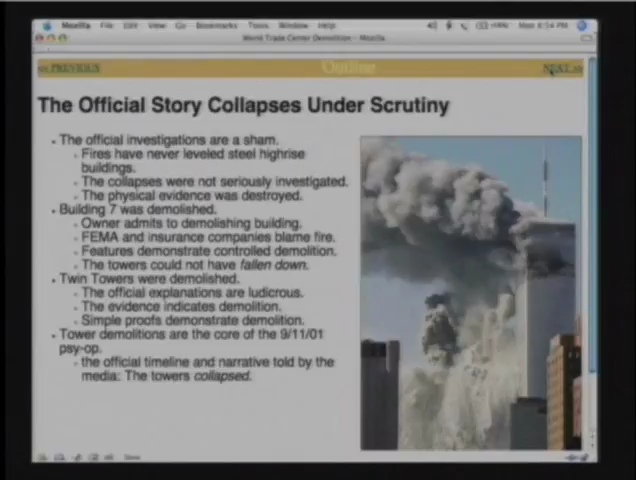 Mozilla File Edit View Go Bookmarks Tools Window Help
World Trade Center Demolition - Mozilla
<< PREVIOUS Outline NEXT >>
The Official Story Collapses Under Scrutiny
The official investigations are a sham.
Fires have never leveled steel highrise
buildings.
The collapses were not seriously investigated.
The physical evidence was destroyed.
Building 7 was demolished.
Owner admits to demolishing building.
FEMA and insurance companies blame fire.
Features demonstrate controlled demolition.
The towers could not have fallen down.
Twin Towers were demolished.
The official explanations are ludicrous.
The evidence indicates demolition.
Simple proofs demonstrate demolition.
Tower demolitions are the core of the 9/11/01
psy-op.
the official timeline and narrative told by the
media: The towers collapsed.
Done